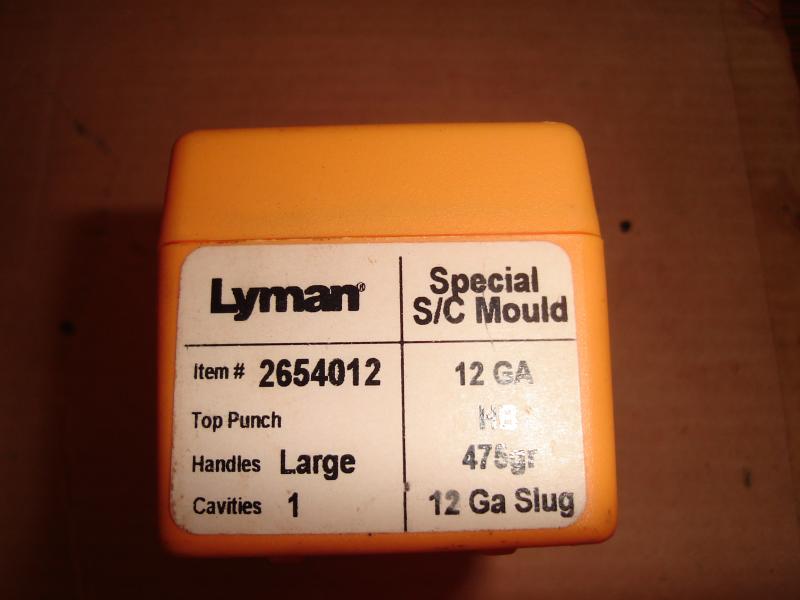 Lyman®
Special
S/C Mould
Item # 2654012
12 GA
Top Punch
HB
Handles Large
475gr
Cavities 1
12 Ga Slug